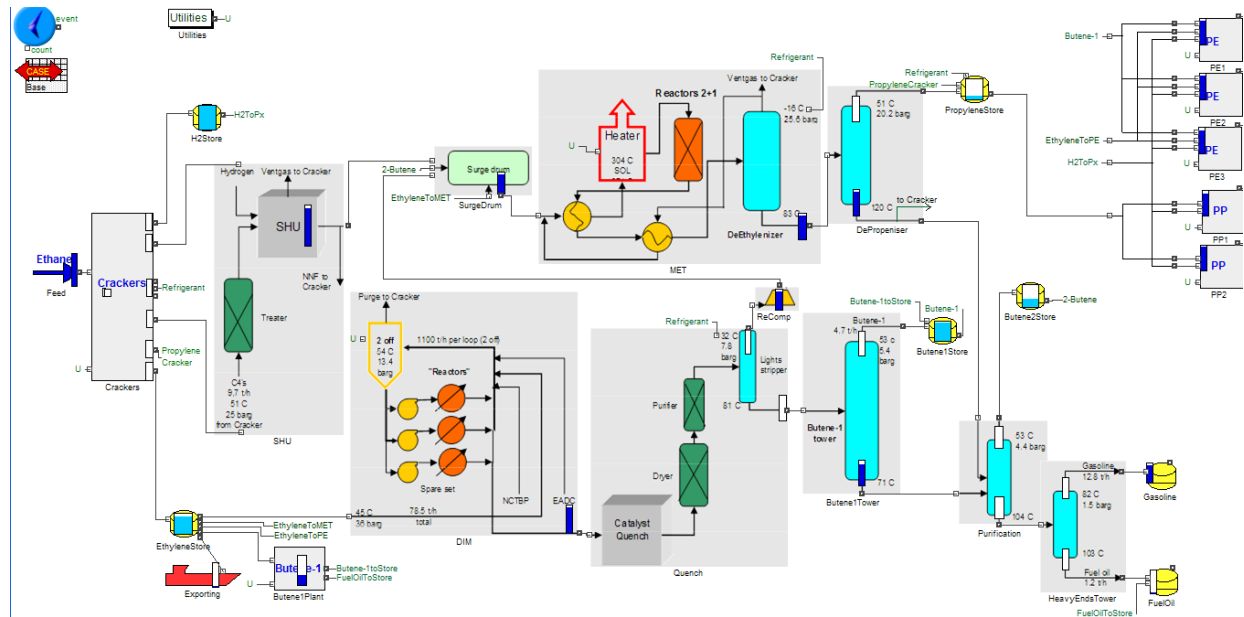 event
count
CASE
Base
Utilities
U
Utilities
H2ToPx
H2Store
Ethane
Feed
Crackers
Refrigerant
Propylene
Cracker
U
Crackers
Hydrogen
Ventgas to Cracker
SHU
NNF to
Cracker
Treater
C4's
9,7 t/h
51 C
25 barg
from Cracker
SHU
2-Butene
Surge drum
EthyleneToMET
SurgeDrum
Reactors 2+1
Heater
U
304 C
SOL
Ventgas to Cracker
Refrigerant
-16 C
25.6 barg
83 C
DeEthylenizer
MET
51 C
20.2 barg
120 C
to Cracker
DePropeniser
Refrigerant
PropyleneCracker
PropyleneStore
Butene-1
U
PE
PE1
PE
PE2
EthyleneToPE
H2ToPx
PE
PE3
U
PP
PP1
PP
U
PP2
Purge to Cracker
U
2 off
54 C
13.4
barg
1100 t/h per loop (2 off)
"Reactors"
Spare set
NCTBP
EADC
45 C
36 barg
78.5 t/h
total
DIM
ReComp
Refrigerant
32 C
7.8
barg
Lights
stripper
81 C
Purifier
Dryer
Catalyst
Quench
Quench
Butene-1
4.7 t/h
53 c
5.4
barg
Butene-1
tower
71 C
Butene1Tower
Butene-1toStore
Butene-1
Butene1Store
2-Butene
Butene2Store
53 C
4.4 barg
104 C
Purification
Gasoline
12.8 t/h
82 C
1.5 barg
103 C
Fuel oil
1.2 t/h
HeavyEndsTower
Gasoline
FuelOilToStore
FuelOil
EthyleneToMET
EthyleneToPE
EthyleneStore
Exporting
Butene-1
U
Butene-1toStore
FuelOilToStore
Butene1Plant